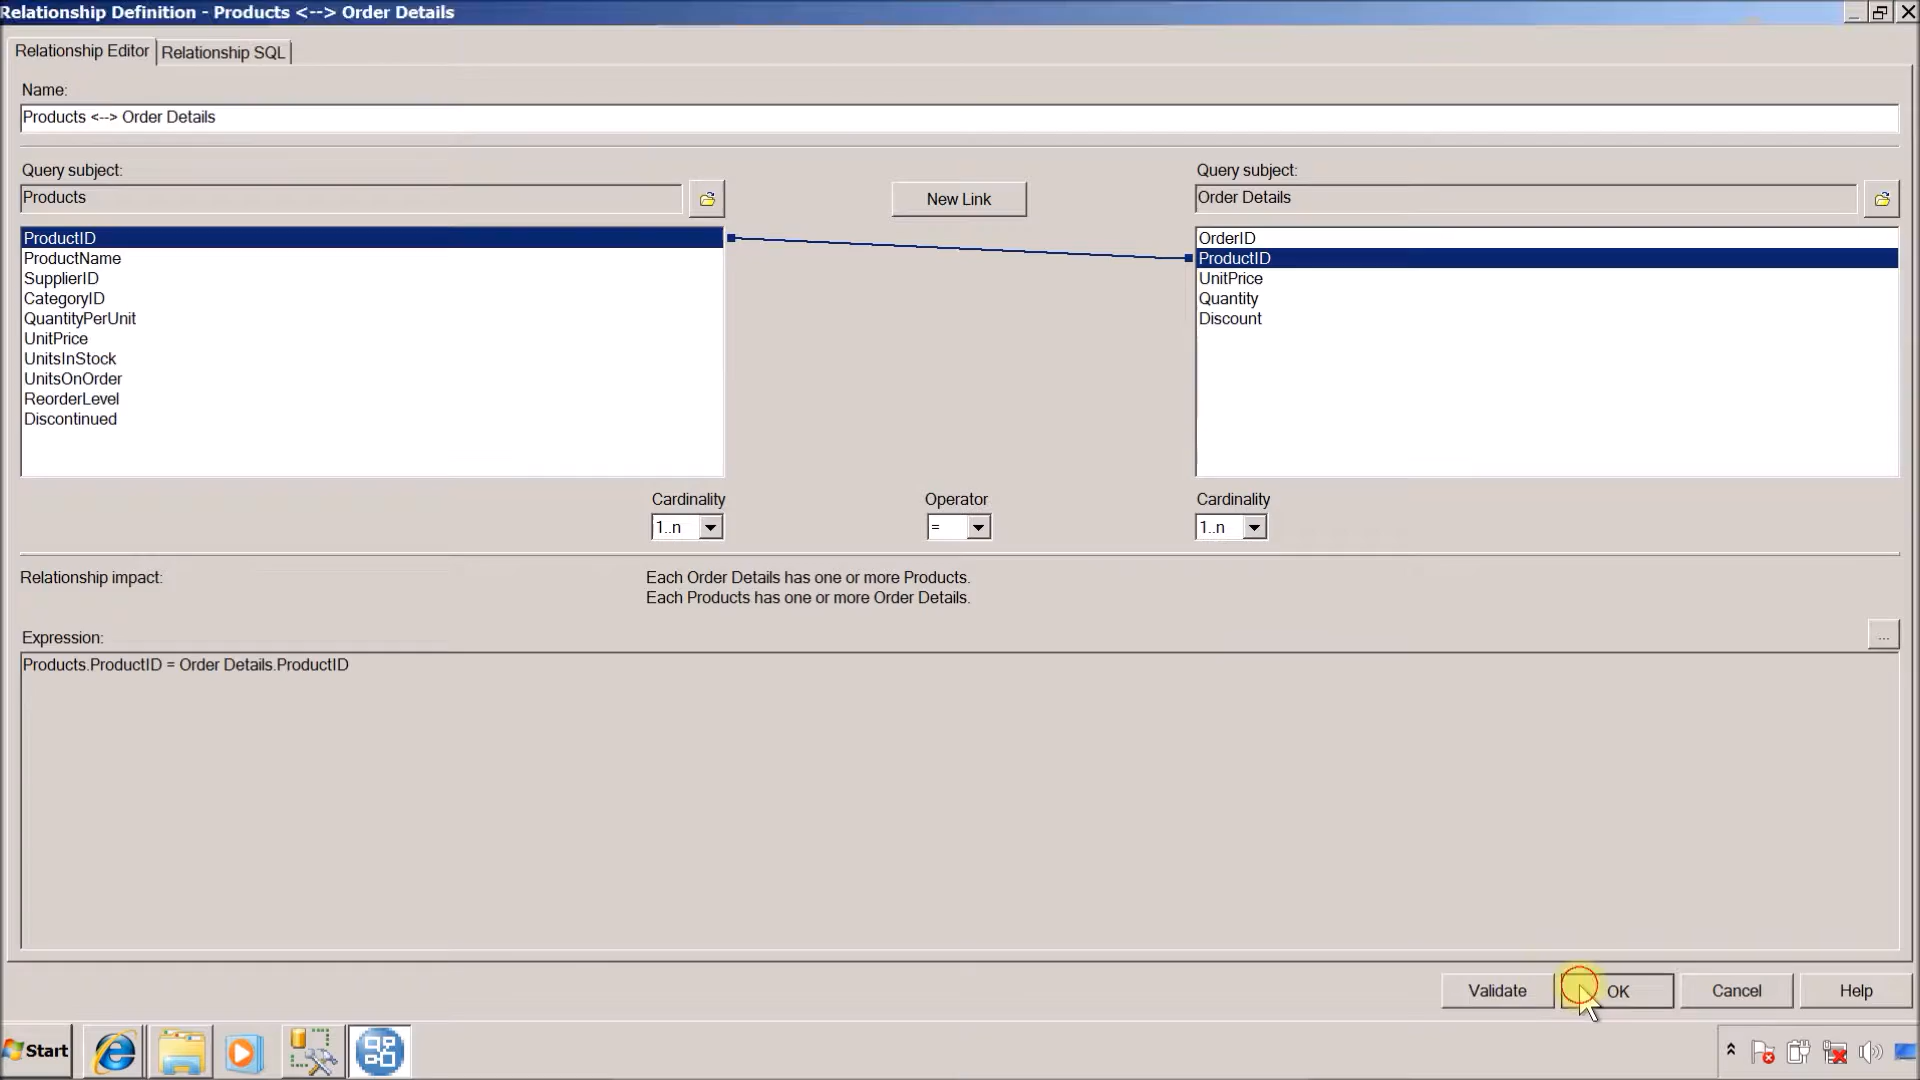 Relationship Definition - Products <--> Order Details
Relationship Editor
Relationship SQL
Name:
Products <--> Order Details
Query subject:
Query subject:
Products
New Link
Order Details
ProductID
ProductName
SupplierID
CategoryID
QuantityPerUnit
UnitPrice
UnitsInStock
UnitsOnOrder
ReorderLevel
Discontinued
OrderID
ProductID
UnitPrice
Quantity
Discount
Cardinality
Operator
Cardinality
1..n
=
1..n
Relationship impact:
Each Order Details has one or more Products.
Each Products has one or more Order Details.
Expression:
...
Products.ProductID = Order Details.ProductID
Validate
OK
Cancel
Help
Start